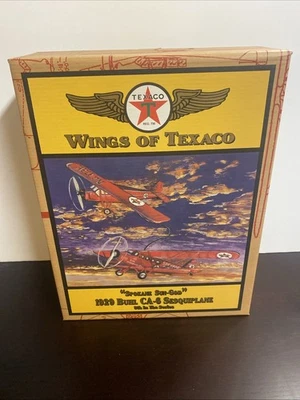 TEXACO
T
WINGS OF TEXACO
"SPOKANE SUN-GOD"
1929 BUHL CA-6 SESQUIPLANE